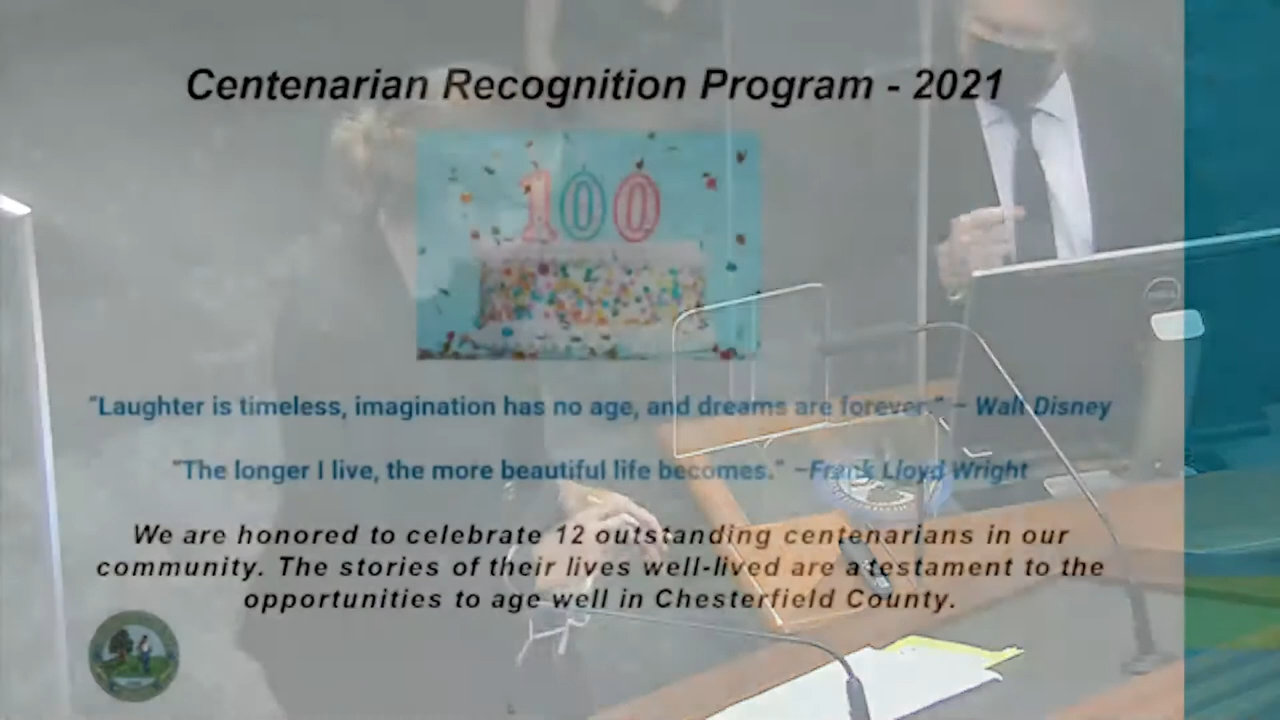 Centenarian Recognition Program - 2021
100
"Laughter is timeless, imagination has no age, and dreams are forever." ~ Walt Disney
"The longer I live, the more beautiful life becomes." ~Frank Lloyd Wright
We are honored to celebrate 12 outstanding centenarians in our
community. The stories of their lives well-lived are a testament to the
opportunities to age well in Chesterfield County.